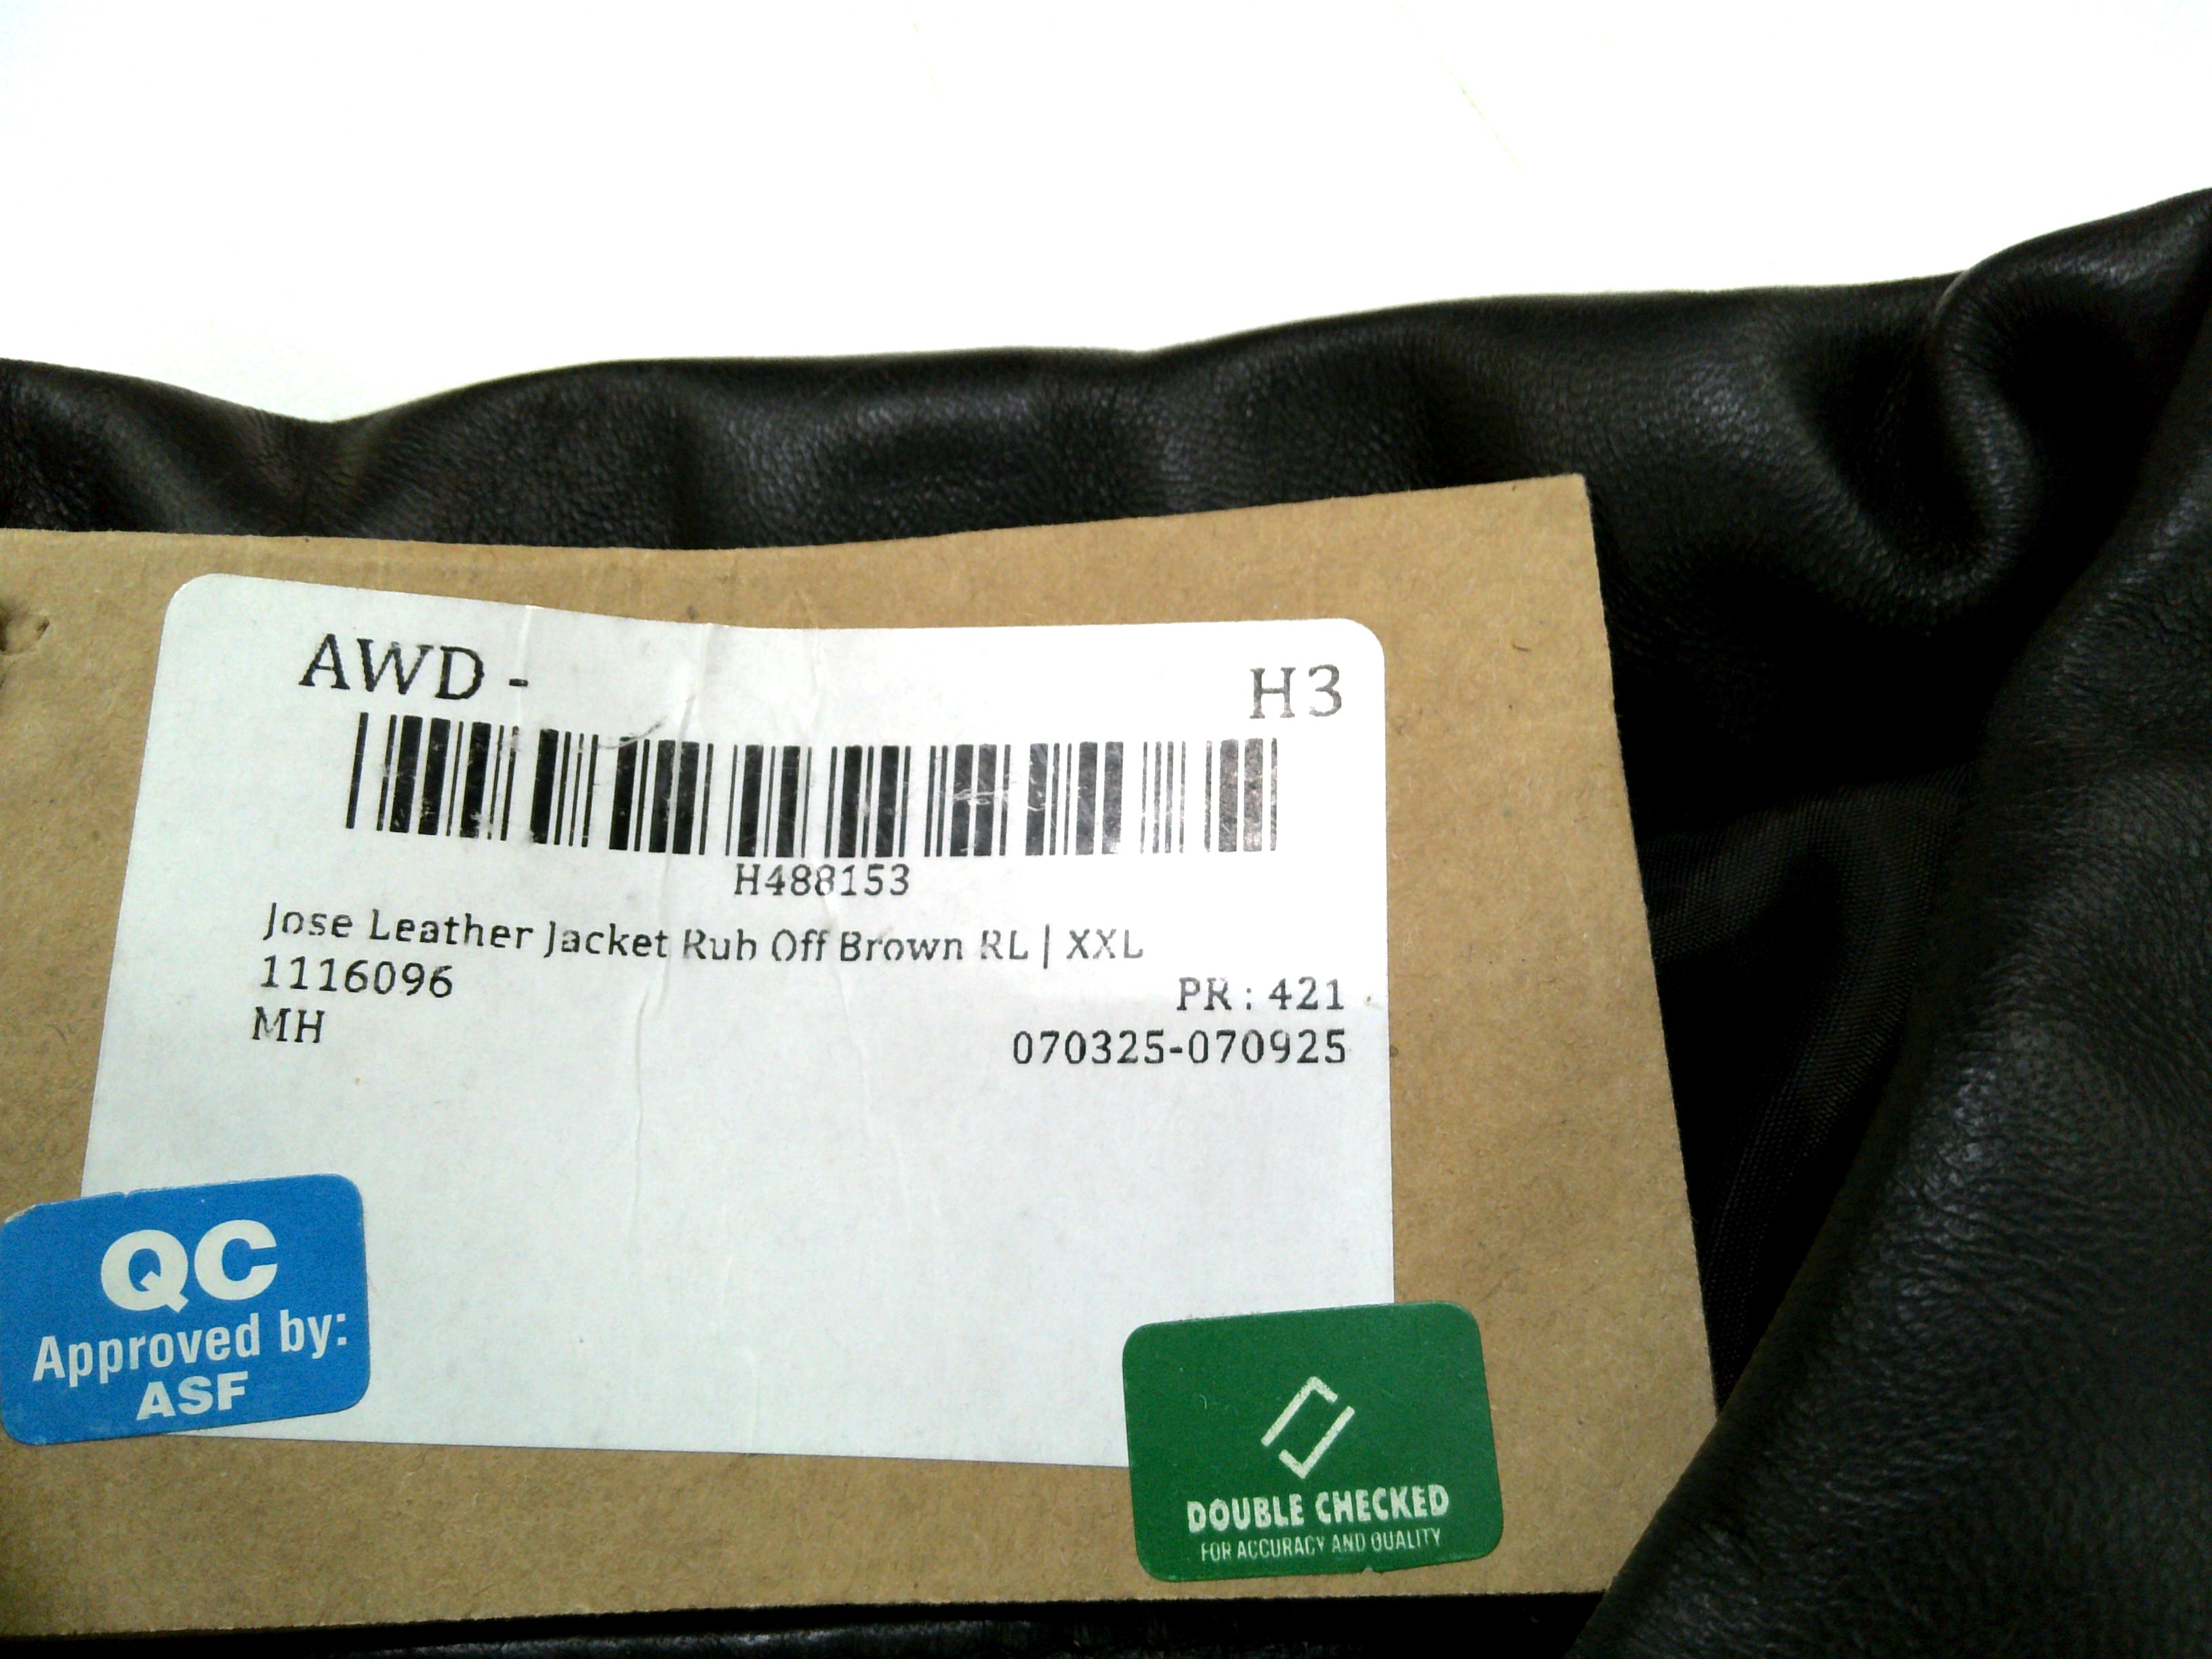 AWD - H3
H488153
Jose Leather Jacket Rub Off Brown RL | XXL
1116096 PR : 421
MH 070325-070925
QC
Approved by:
ASF
DOUBLE CHECKED
FOR ACCURACY AND QUALITY